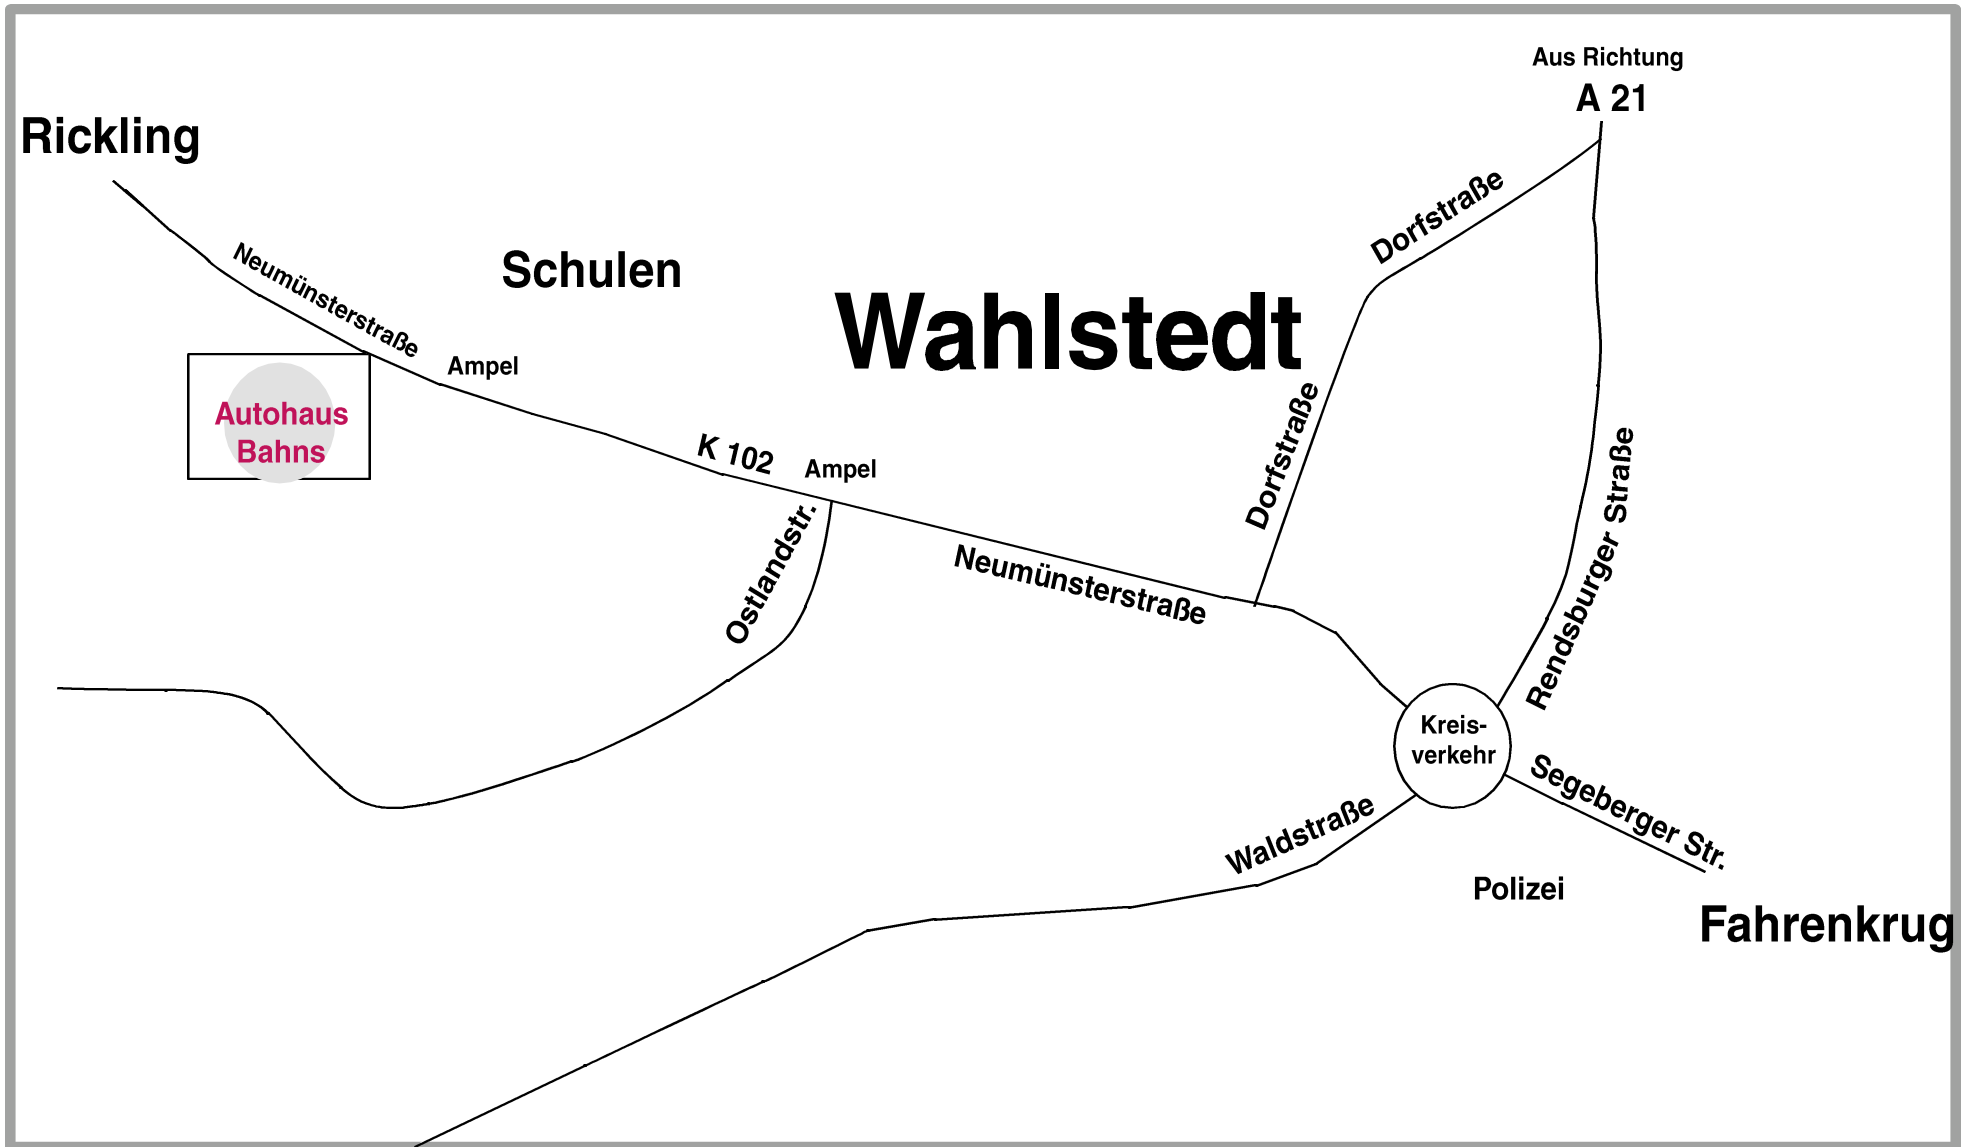 Aus Richtung
A 21
Rickling
Dorfstraße
Neumünsterstraße
Schulen
Wahlstedt
Ampel
Autohaus
Bahns
Dorfstraße
K 102
Ampel
Rendsburger Straße
Ostlandstr.
Neumünsterstraße
Kreis-
verkehr
Segeberger Str.
Waldstraße
Polizei
Fahrenkrug